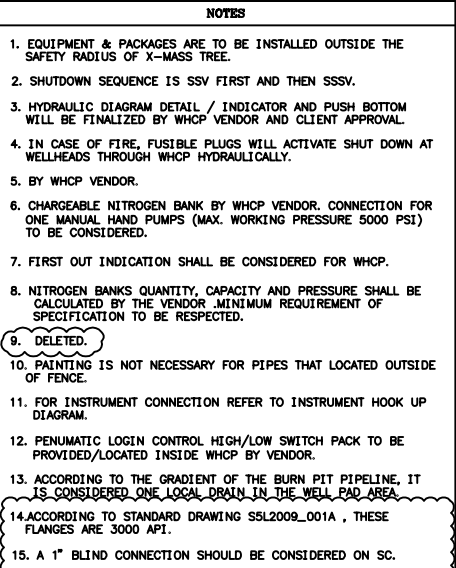 NOTES
1. EQUIPMENT & PACKAGES ARE TO BE INSTALLED OUTSIDE THE
SAFETY RADIUS OF X-MASS TREE.
2. SHUTDOWN SEQUENCE IS SSV FIRST AND THEN SSSV.
3. HYDRAULIC DIAGRAM DETAIL / INDICATOR AND PUSH BOTTOM
WILL BE FINALIZED BY WHCP VENDOR AND CLIENT APPROVAL.
4. IN CASE OF FIRE, FUSIBLE PLUGS WILL ACTIVATE SHUT DOWN AT
WELLHEADS THROUGH WHCP HYDRAULICALLY.
5. BY WHCP VENDOR.
6. CHARGEABLE NITROGEN BANK BY WHCP VENDOR. CONNECTION FOR
ONE MANUAL HAND PUMPS (MAX. WORKING PRESSURE 5000 PSI)
TO BE CONSIDERED.
7. FIRST OUT INDICATION SHALL BE CONSIDERED FOR WHCP.
8. NITROGEN BANKS QUANTITY, CAPACITY AND PRESSURE SHALL BE
CALCULATED BY THE VENDOR .MINIMUM REQUIREMENT OF
SPECIFICATION TO BE RESPECTED.
9. DELETED.
10. PAINTING IS NOT NECESSARY FOR PIPES THAT LOCATED OUTSIDE
OF FENCE.
11. FOR INSTRUMENT CONNECTION REFER TO INSTRUMENT HOOK UP
DIAGRAM.
12. PENUMATIC LOGIN CONTROL HIGH/LOW SWITCH PACK TO BE
PROVIDED/LOCATED INSIDE WHCP BY VENDOR.
13. ACCORDING TO THE GRADIENT OF THE BURN PIT PIPELINE, IT
IS CONSIDERED ONE LOCAL DRAIN IN THE WELL PAD AREA.
14.ACCORDING TO STANDARD DRAWING S5L2009_001A , THESE
FLANGES ARE 3000 API.
15. A 1" BLIND CONNECTION SHOULD BE CONSIDERED ON SC.